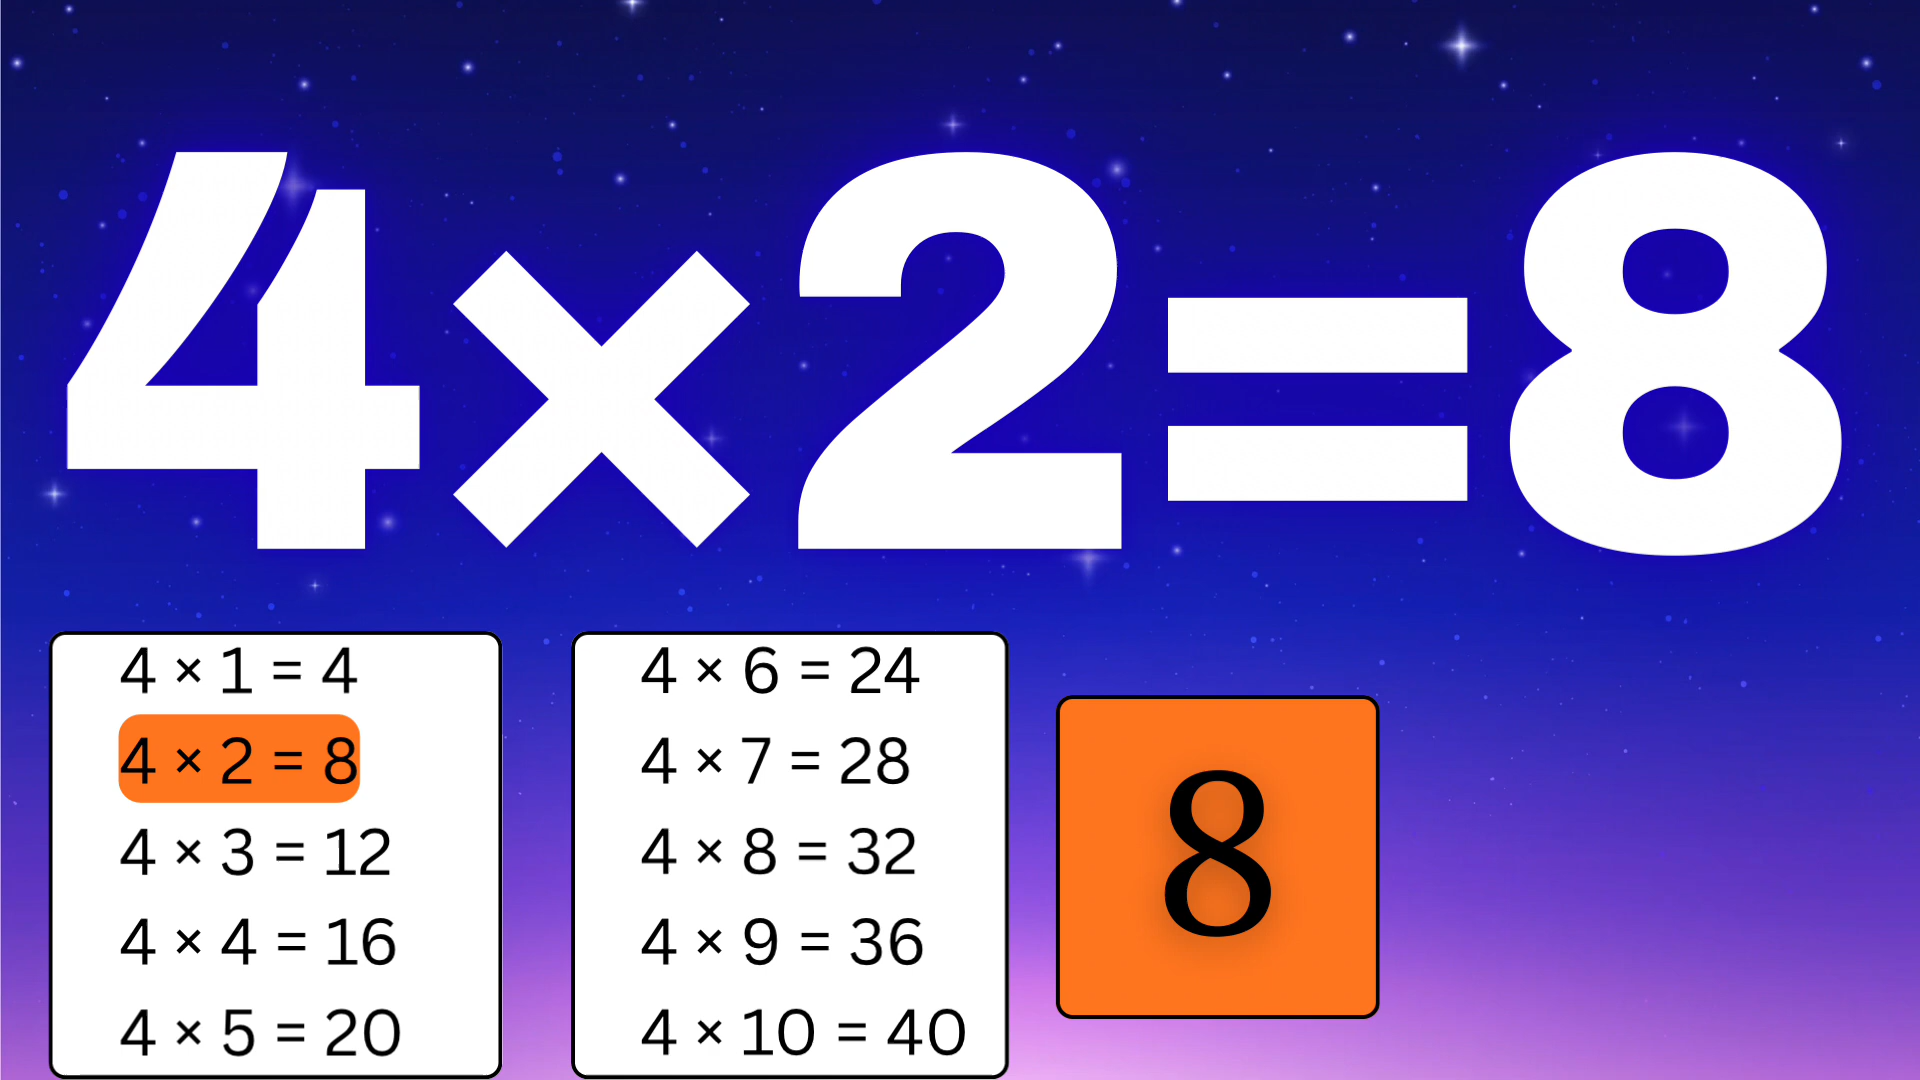 4×2=8
4 × 1 = 4
4 × 2 = 8
4 × 3 = 12
4 × 4 = 16
4 × 5 = 20
4 × 6 = 24
4 × 7 = 28
4 × 8 = 32
4 × 9 = 36
4 × 10 = 40
8